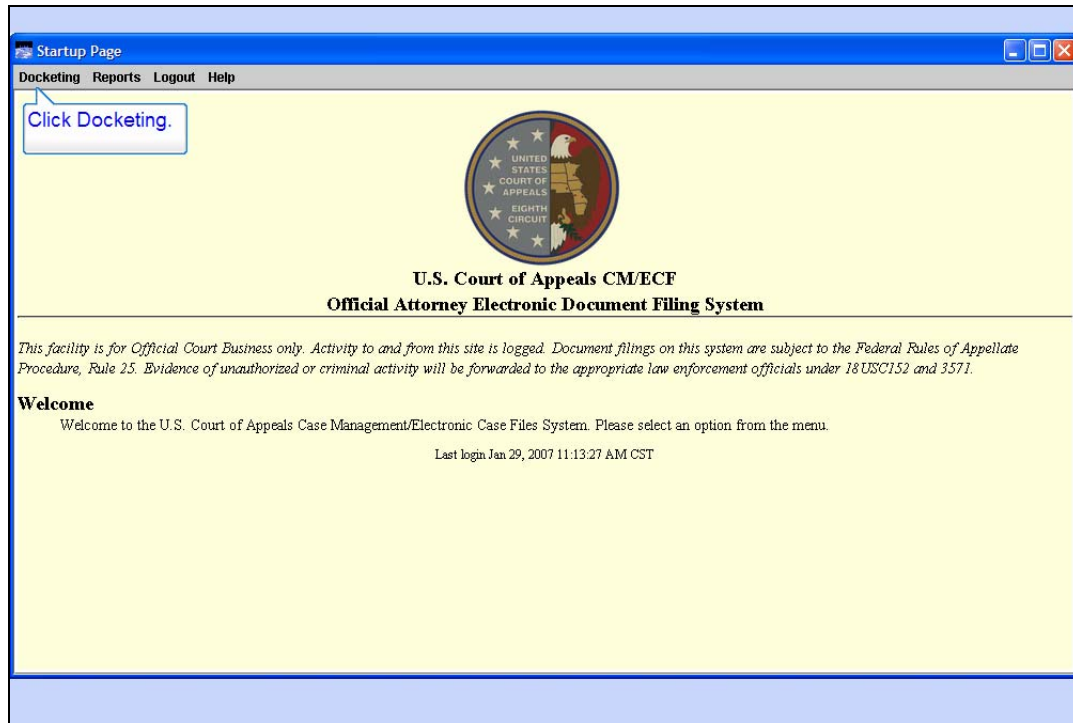 Startup Page
Docketing Reports Logout Help
Click Docketing.
UNITED
STATES
COURT OF
APPEALS
EIGHTH
CIRCUIT
U.S. Court of Appeals CM/ECF
Official Attorney Electronic Document Filing System
This facility is for Official Court Business only. Activity to and from this site is logged. Document filings on this system are subject to the Federal Rules of Appellate
Procedure, Rule 25. Evidence of unauthorized or criminal activity will be forwarded to the appropriate law enforcement officials under 18 USC152 and 3571.
Welcome
Welcome to the U.S. Court of Appeals Case Management/Electronic Case Files System. Please select an option from the menu.
Last login Jan 29, 2007 11:13:27 AM CST